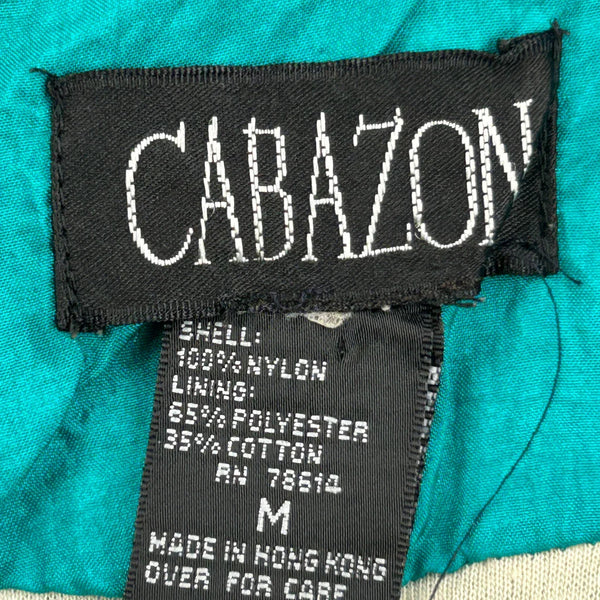 CABAZON
SHELL:
100% NYLON
LINING:
65% POLYESTER
35% COTTON
RN 78614
M
MADE IN HONG KONG
OVER FOR CARE